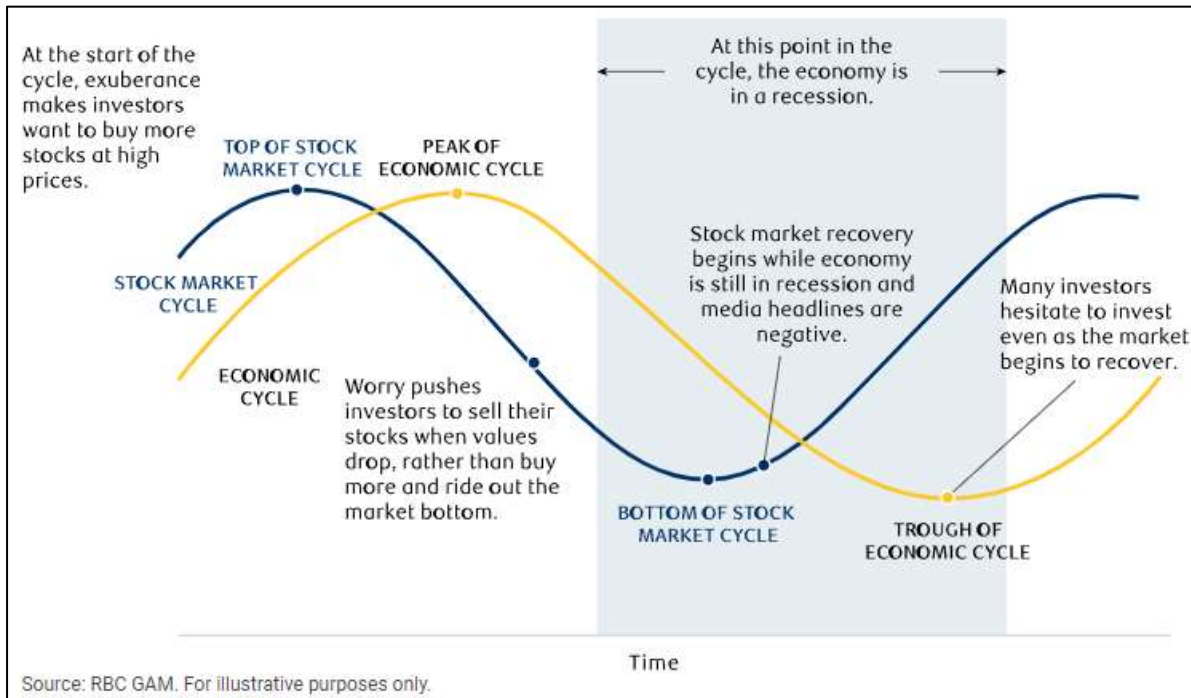 At the start of the
cycle, exuberance
makes investors
want to buy more
stocks at high
prices.
TOP OF STOCK
MARKET CYCLE
PEAK OF
ECONOMIC CYCLE
At this point in the
cycle, the economy is
in a recession.
STOCK MARKET
CYCLE
ECONOMIC
CYCLE
Worry pushes
investors to sell their
stocks when values
drop, rather than buy
more and ride out the
market bottom.
Stock market recovery
begins while economy
is still in recession and
media headlines are
negative.
Many investors
hesitate to invest
even as the market
begins to recover.
BOTTOM OF STOCK
MARKET CYCLE
TROUGH OF
ECONOMIC CYCLE
Time
Source: RBC GAM. For illustrative purposes only.